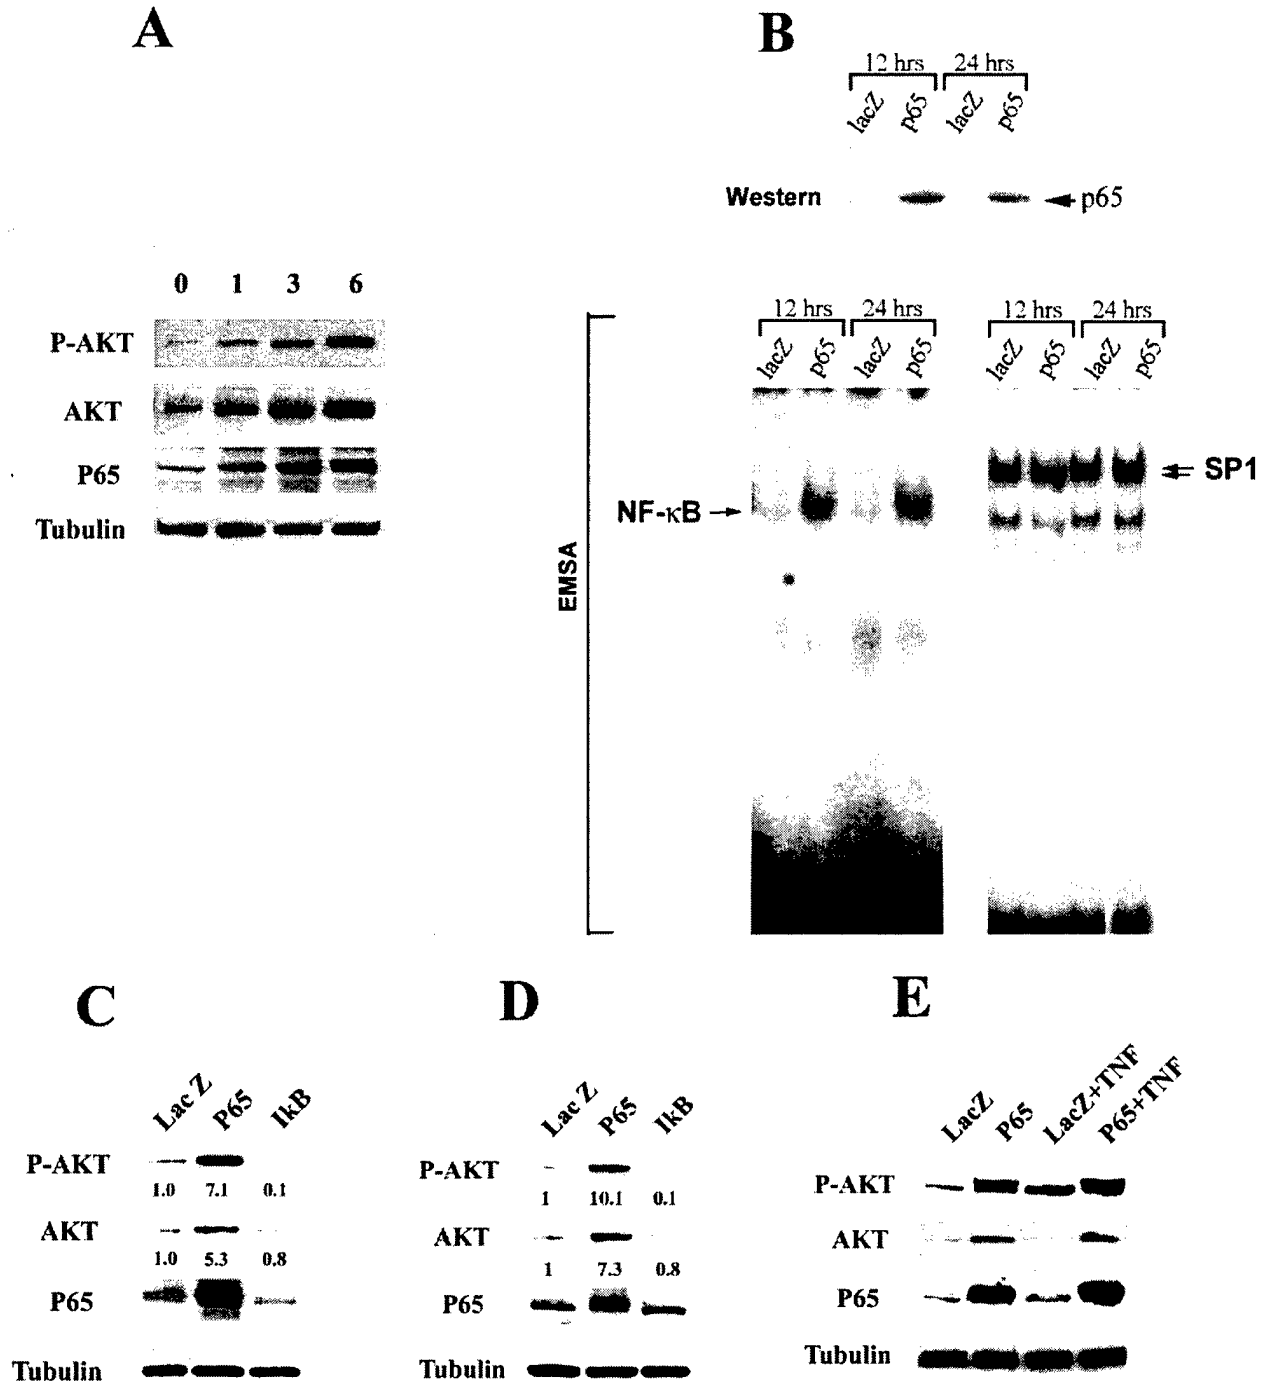 A
0 1 3 6
P-AKT
AKT
P65
Tubulin
B
12 hrs 24 hrs
lacZ p65 lacZ p65
Western p65
12 hrs 24 hrs 12 hrs 24 hrs
lacZ p65 lacZ p65 lacZ p65 lacZ p65
SP1
NF-κB
EMSA
C
Lac Z P65 IkB
P-AKT
1.0 7.1 0.1
AKT
1.0 5.3 0.8
P65
Tubulin
D
Lac Z P65 IkB
P-AKT
1 10.1 0.1
AKT
1 7.3 0.8
P65
Tubulin
E
LacZ P65 LacZ+TNF P65+TNF
P-AKT
AKT
P65
Tubulin